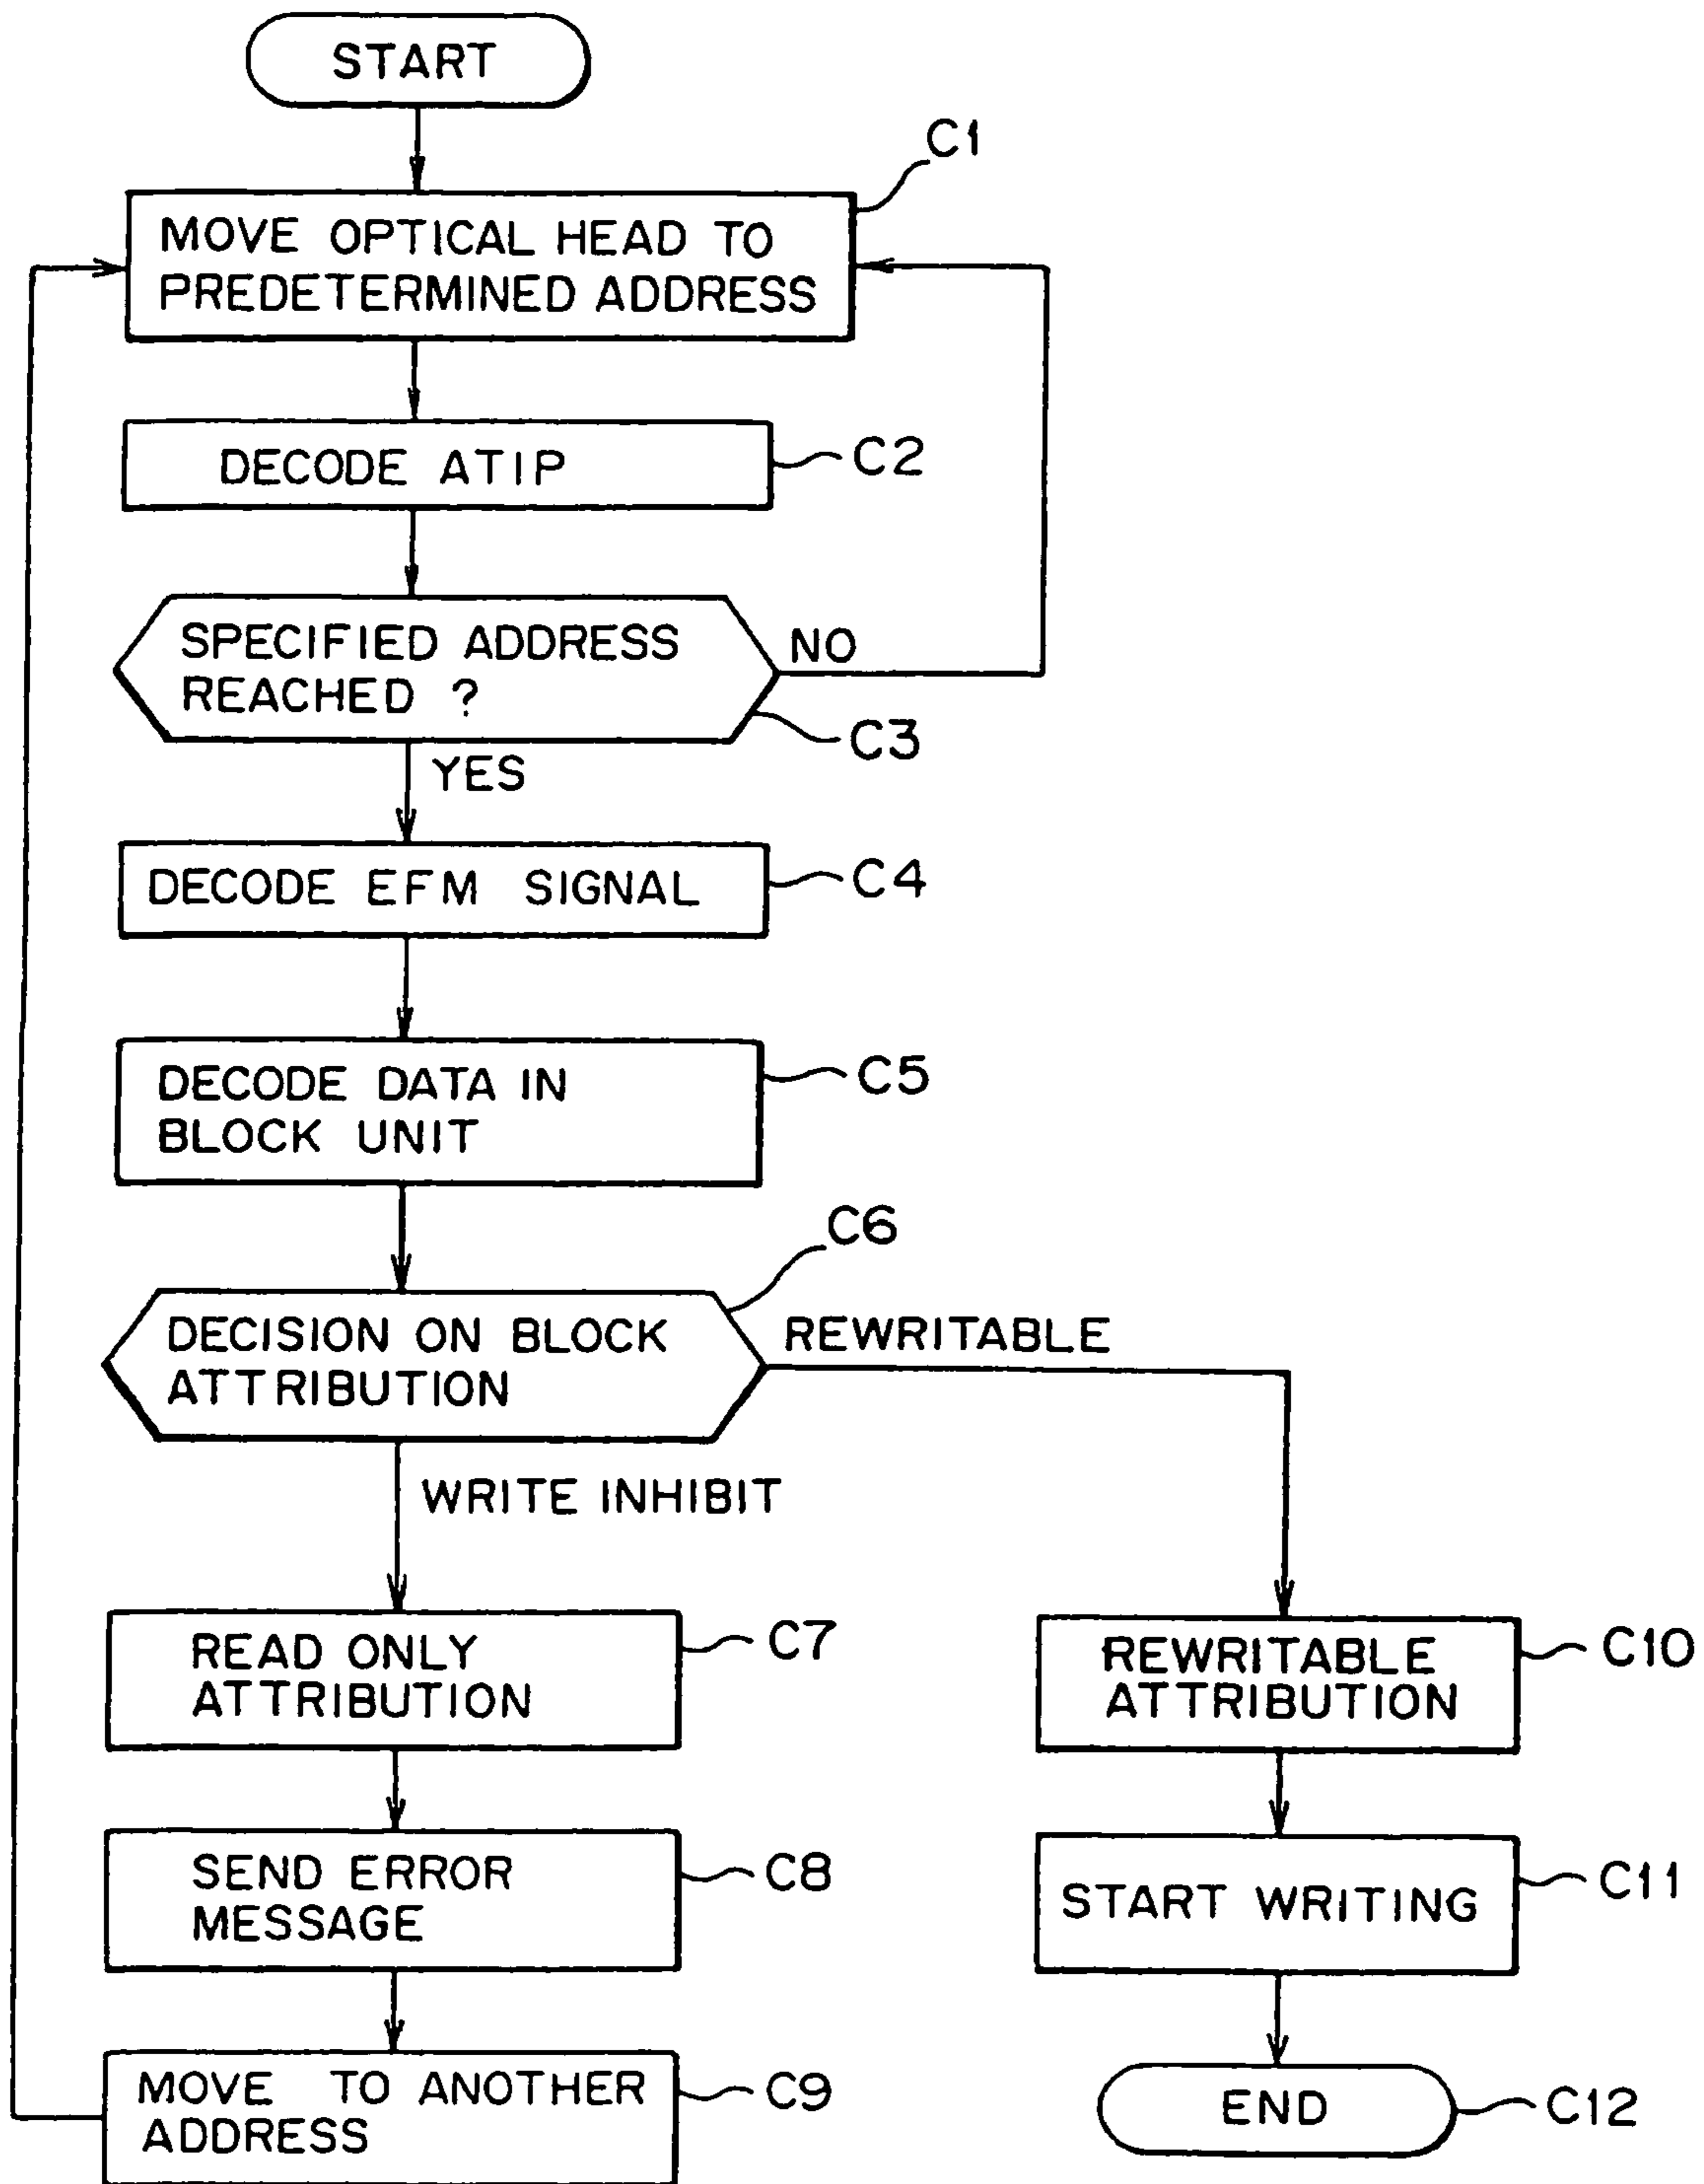 START
C1
MOVE OPTICAL HEAD TO
PREDETERMINED ADDRESS
DECODE ATIP
C2
SPECIFIED ADDRESS
REACHED ?
NO
C3
YES
DECODE EFM SIGNAL
C4
DECODE DATA IN
BLOCK UNIT
C5
C6
DECISION ON BLOCK
ATTRIBUTION
REWRITABLE
WRITE INHIBIT
READ ONLY
ATTRIBUTION
C7
REWRITABLE
ATTRIBUTION
C10
SEND ERROR
MESSAGE
C8
START WRITING
C11
MOVE TO ANOTHER
ADDRESS
C9
END
C12